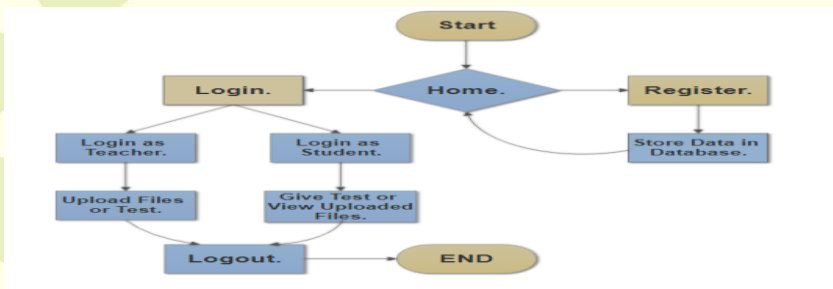 Start
Login.
Home.
Register.
Login as
Teacher.
Login as
Student.
Store Data in
Database.
Upload Files
or Test.
Give Test or
View Uploaded
Files.
Logout.
END